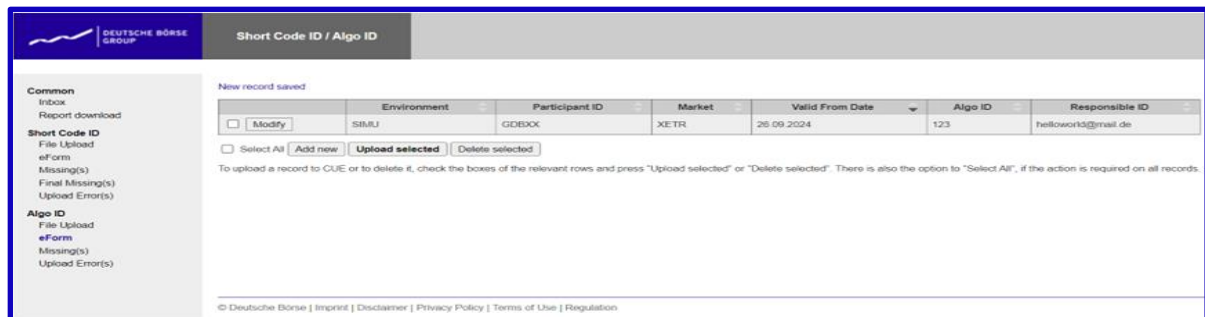 DEUTSCHE BÖRSE
GROUP
Short Code ID / Algo ID
Common
Inbox
Report download
Short Code ID
File Upload
eForm
Missing(s)
Final Missing(s)
Upload Error(s)
Algo ID
File Upload
eForm
Missing(s)
Upload Error(s)
New record saved
Environment Participant ID Market Valid From Date Algo ID Responsible ID
Modify SIMU GDBXX XETR 26.09.2024 123 helloworld@mail.de
Select All Add new Upload selected Delete selected
To upload a record to CUE or to delete it, check the boxes of the relevant rows and press "Upload selected" or "Delete selected". There is also the option to "Select All", if the action is required on all records.
© Deutsche Börse | Imprint | Disclaimer | Privacy Policy | Terms of Use | Regulation